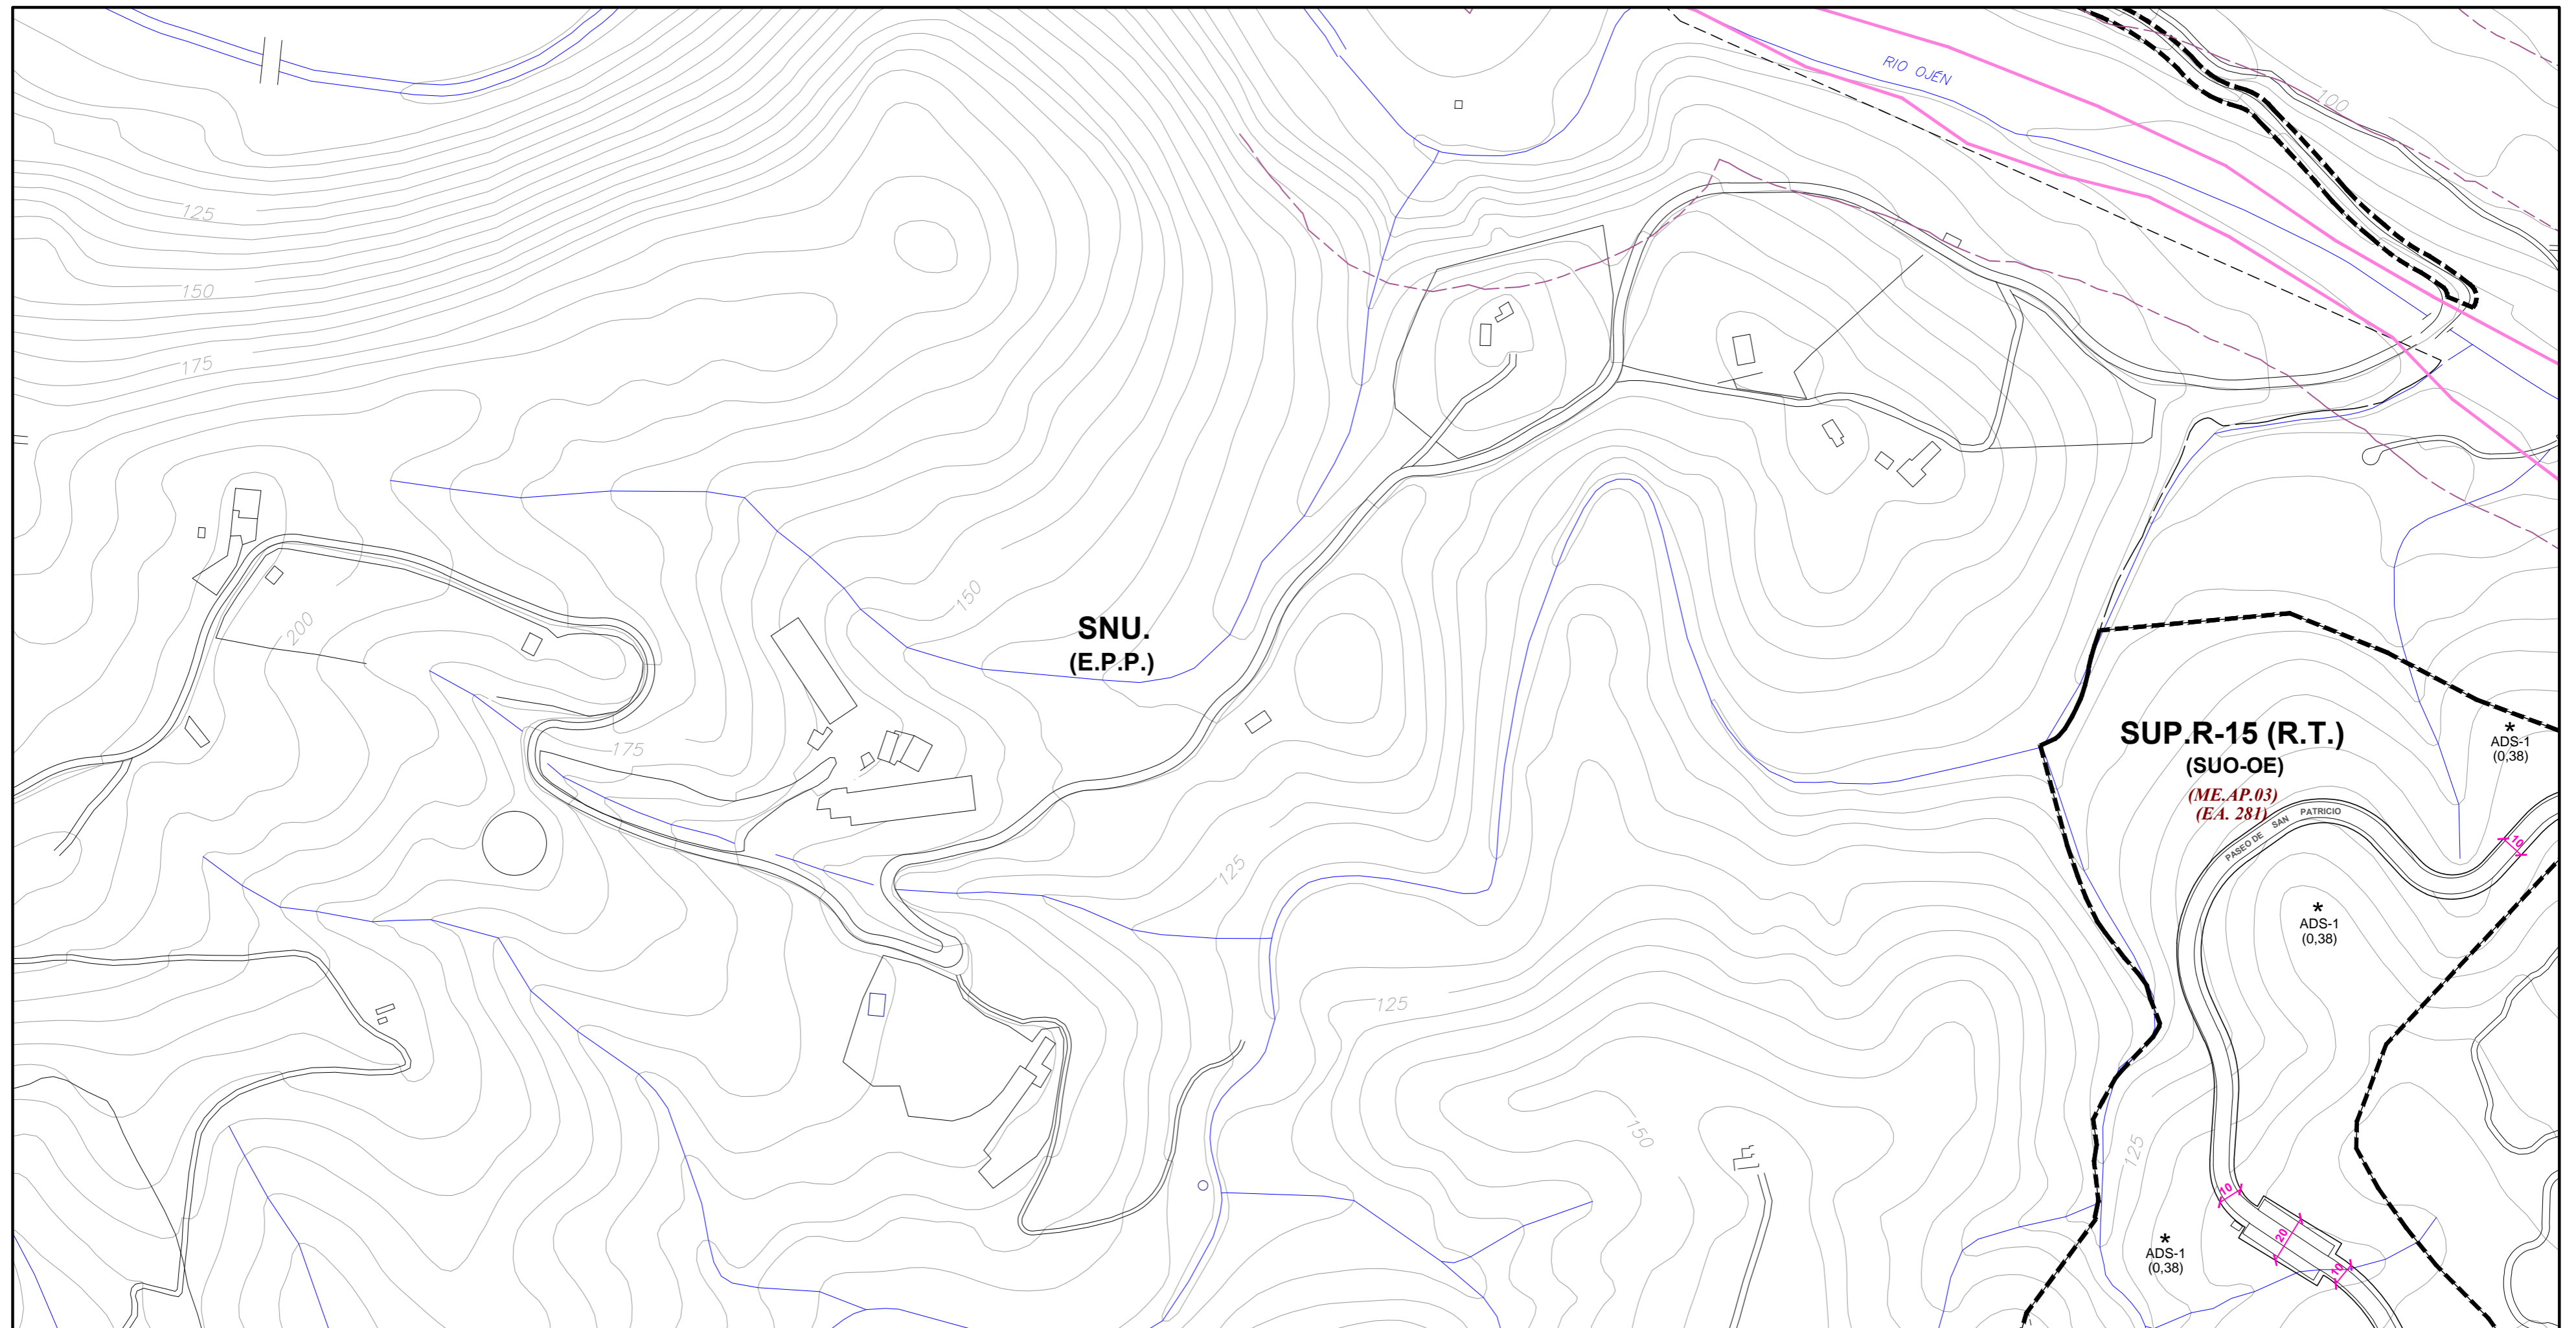 RIO OJÉN
100
125
150
175
150
200
SNU.
(E.P.P.)
175
SUP.R-15 (R.T.)
(SUO-OE)
(ME.AP.03)
(EA. 281)
*
ADS-1
(0,38)
PASEO DE SAN PATRICIO
10
125
*
ADS-1
(0,38)
125
150
125
10
20
10
*
ADS-1
(0,38)